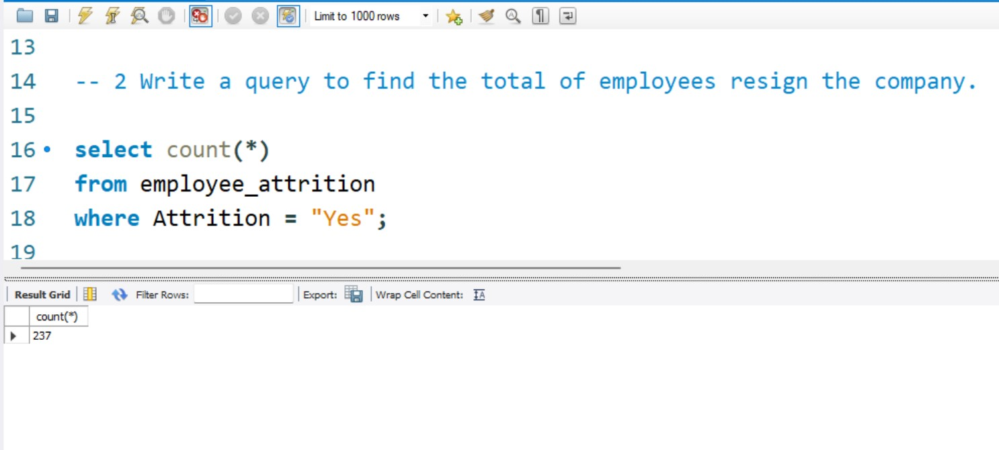 Limit to 1000 rows
13
14 -- 2 Write a query to find the total of employees resign the company.
15
16 select count(*)
17 from employee_attrition
18 where Attrition = "Yes";
19
Result Grid Filter Rows: Export: Wrap Cell Content: IA
count(*)
237